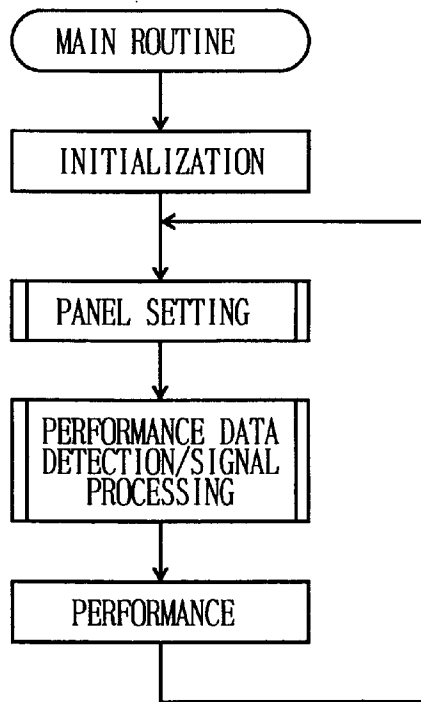 MAIN ROUTINE
INITIALIZATION
PANEL SETTING
PERFORMANCE DATA
DETECTION/SIGNAL
PROCESSING
PERFORMANCE